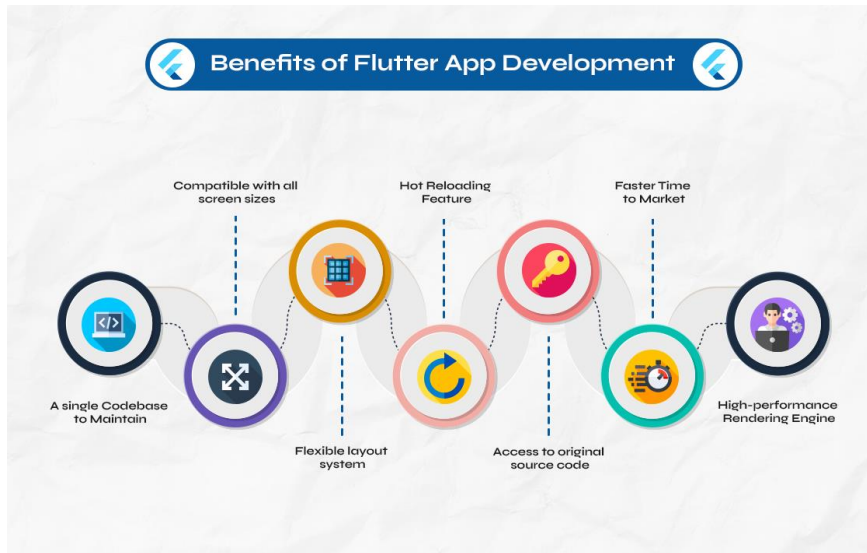 Benefits of Flutter App Development
A single Codebase
to Maintain
Compatible with all
screen sizes
Flexible layout
system
Hot Reloading
Feature
Access to original
source code
Faster Time
to Market
High-performance
Rendering Engine